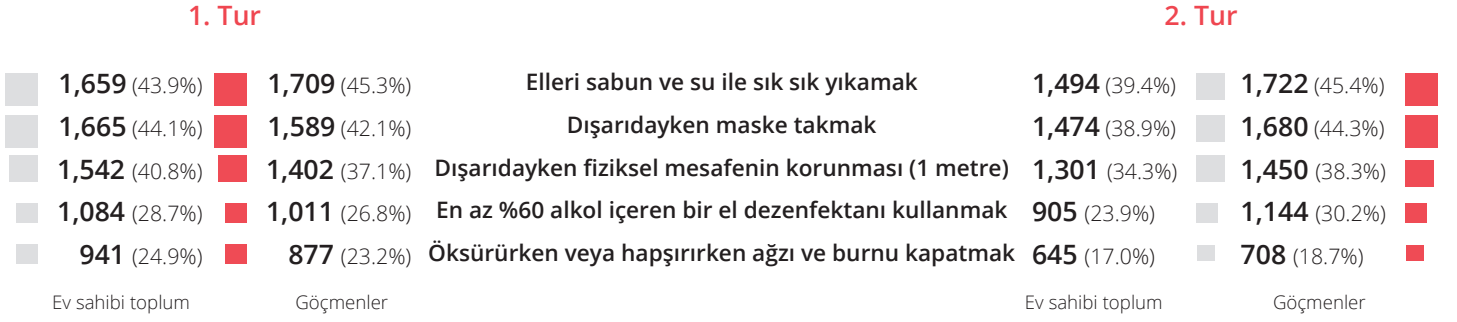 1. Tur 2. Tur
1,659 (43.9%) 1,709 (45.3%) Elleri sabun ve su ile sık sık yıkamak 1,494 (39.4%) 1,722 (45.4%)
1,665 (44.1%) 1,589 (42.1%) Dışarıdayken maske takmak 1,474 (38.9%) 1,680 (44.3%)
1,542 (40.8%) 1,402 (37.1%) Dışarıdayken fiziksel mesafenin korunması (1 metre) 1,301 (34.3%) 1,450 (38.3%)
1,084 (28.7%) 1,011 (26.8%) En az %60 alkol içeren bir el dezenfektanı kullanmak 905 (23.9%) 1,144 (30.2%)
941 (24.9%) 877 (23.2%) Öksürürken veya hapşırırken ağzı ve burnu kapatmak 645 (17.0%) 708 (18.7%)
Ev sahibi toplum Göçmenler Ev sahibi toplum Göçmenler